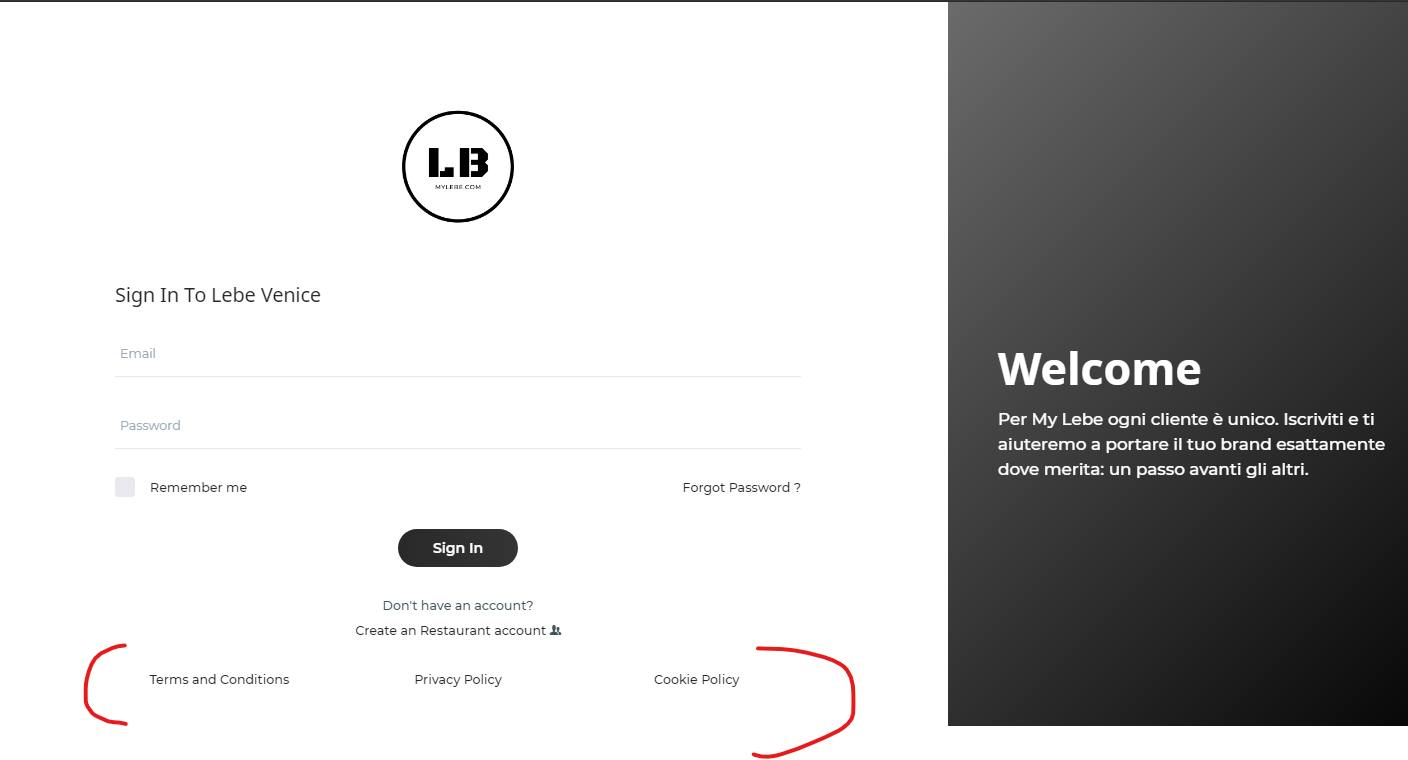 LB
MYLEBE.COM
Sign In To Lebe Venice
Email
Password
Remember me
Forgot Password ?
Sign In
Don't have an account?
Create an Restaurant account
Terms and Conditions
Privacy Policy
Cookie Policy
Welcome
Per My Lebe ogni cliente è unico. Iscriviti e ti
aiuteremo a portare il tuo brand esattamente
dove merita: un passo avanti gli altri.